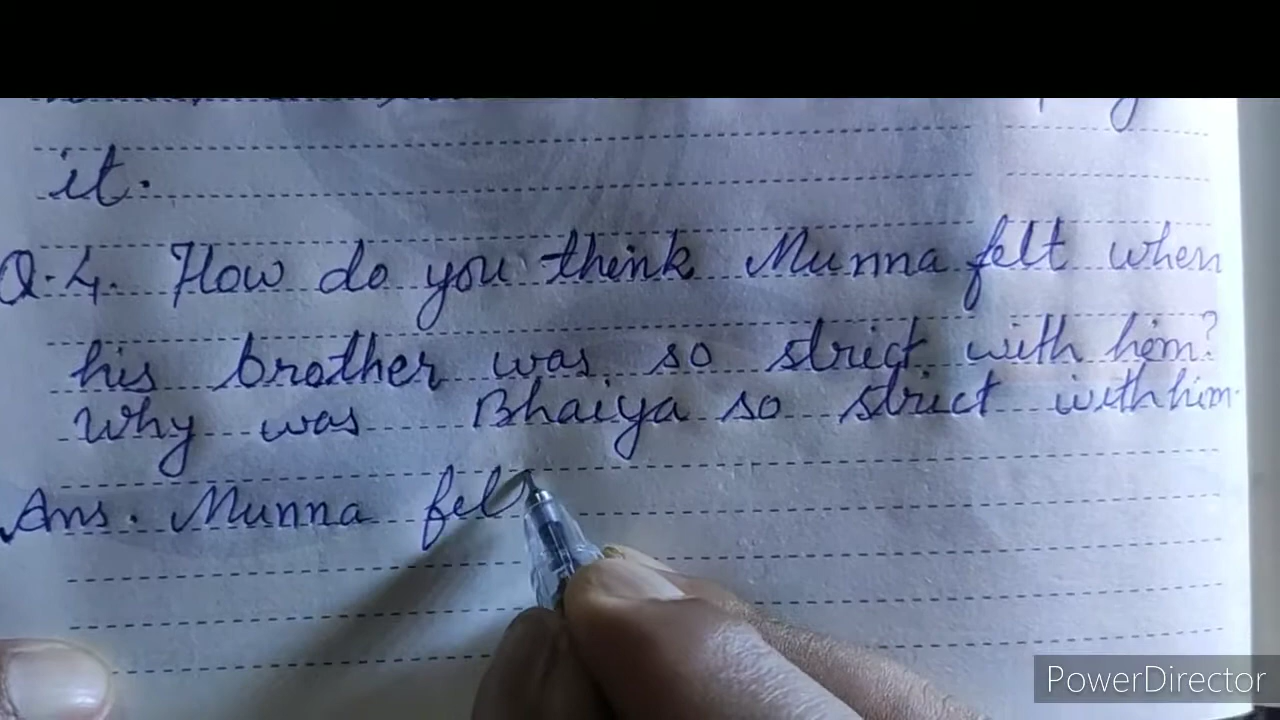 it.
Q.4. How do you think Munna felt when
his brother was so strict with him?
Why was Bhaiya so strict with him.
Ans. Munna fel
PowerDirector